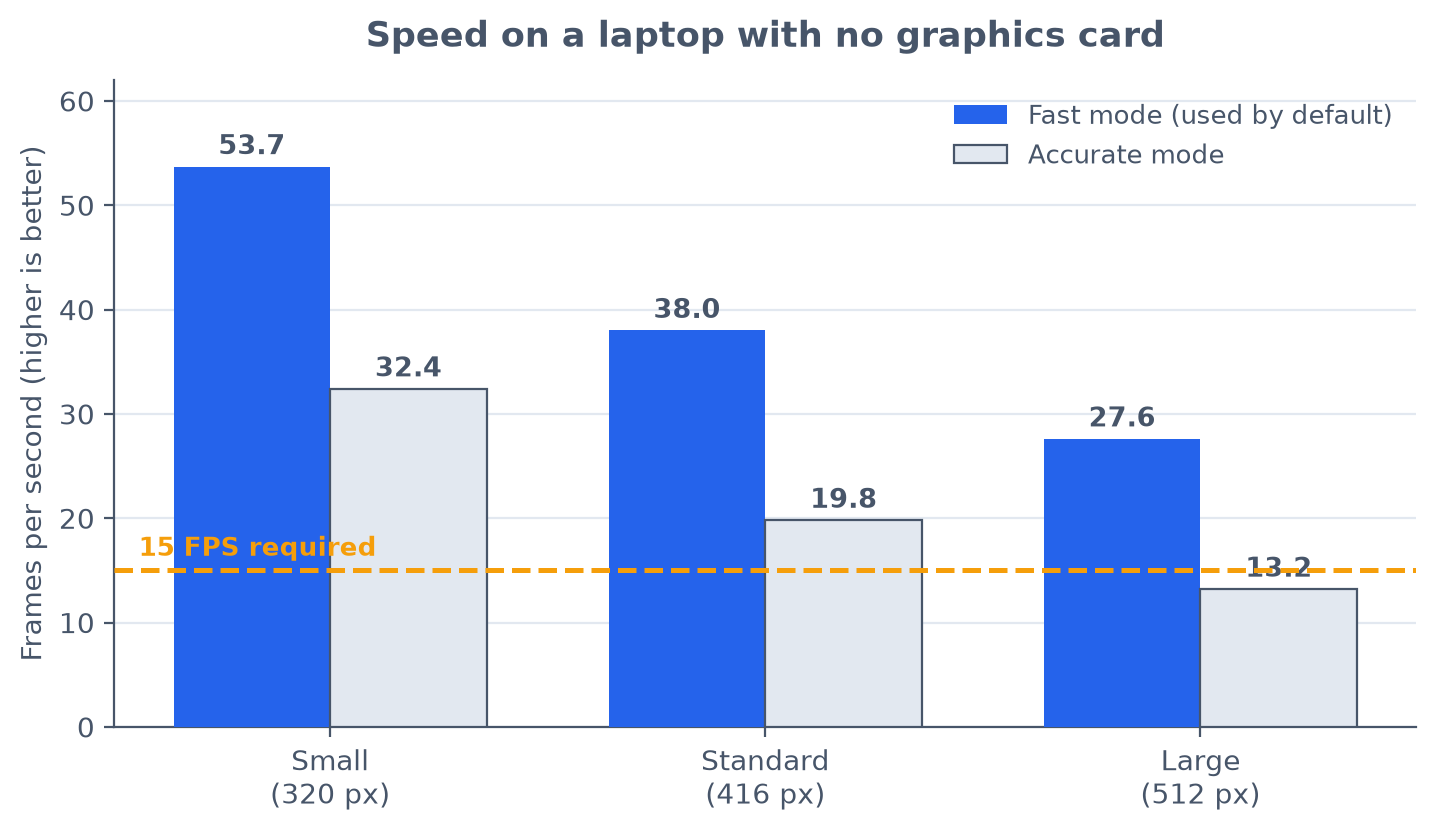 Speed on a laptop with no graphics card
Frames per second (higher is better)
60
50
40
30
20
10
0
Fast mode (used by default)
Accurate mode
53.7
32.4
38.0
19.8
27.6
13.2
15 FPS required
Small
(320 px)
Standard
(416 px)
Large
(512 px)